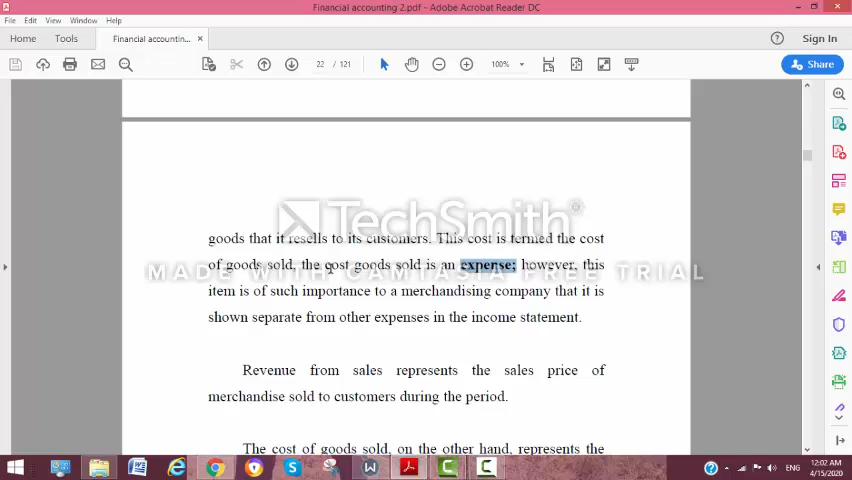 Financial accounting 2.pdf - Adobe Acrobat Reader DC
File Edit View Window Help
Home Tools Financial accountin... × Sign In
22 / 121 100% Share
goods that it resells to its customers. This cost is termed the cost
of goods sold, the cost goods sold is an expense; however, this
item is of such importance to a merchandising company that it is
shown separate from other expenses in the income statement.
Revenue from sales represents the sales price of
merchandise sold to customers during the period.
The cost of goods sold, on the other hand, represents the
TechSmith
MADE WITH CAMTASIA FREE TRIAL
ENG
12:02 AM
4/15/2020